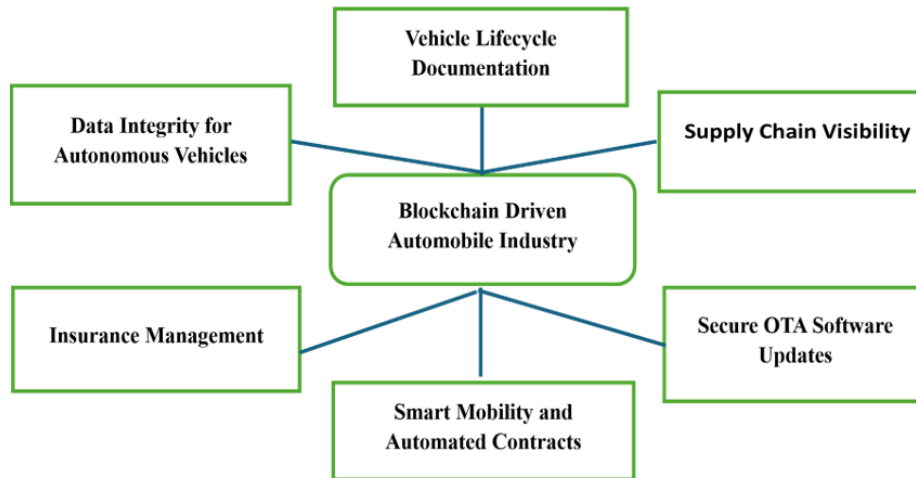 Vehicle Lifecycle
Documentation
Data Integrity for
Autonomous Vehicles
Supply Chain Visibility
Blockchain Driven
Automobile Industry
Insurance Management
Secure OTA Software
Updates
Smart Mobility and
Automated Contracts